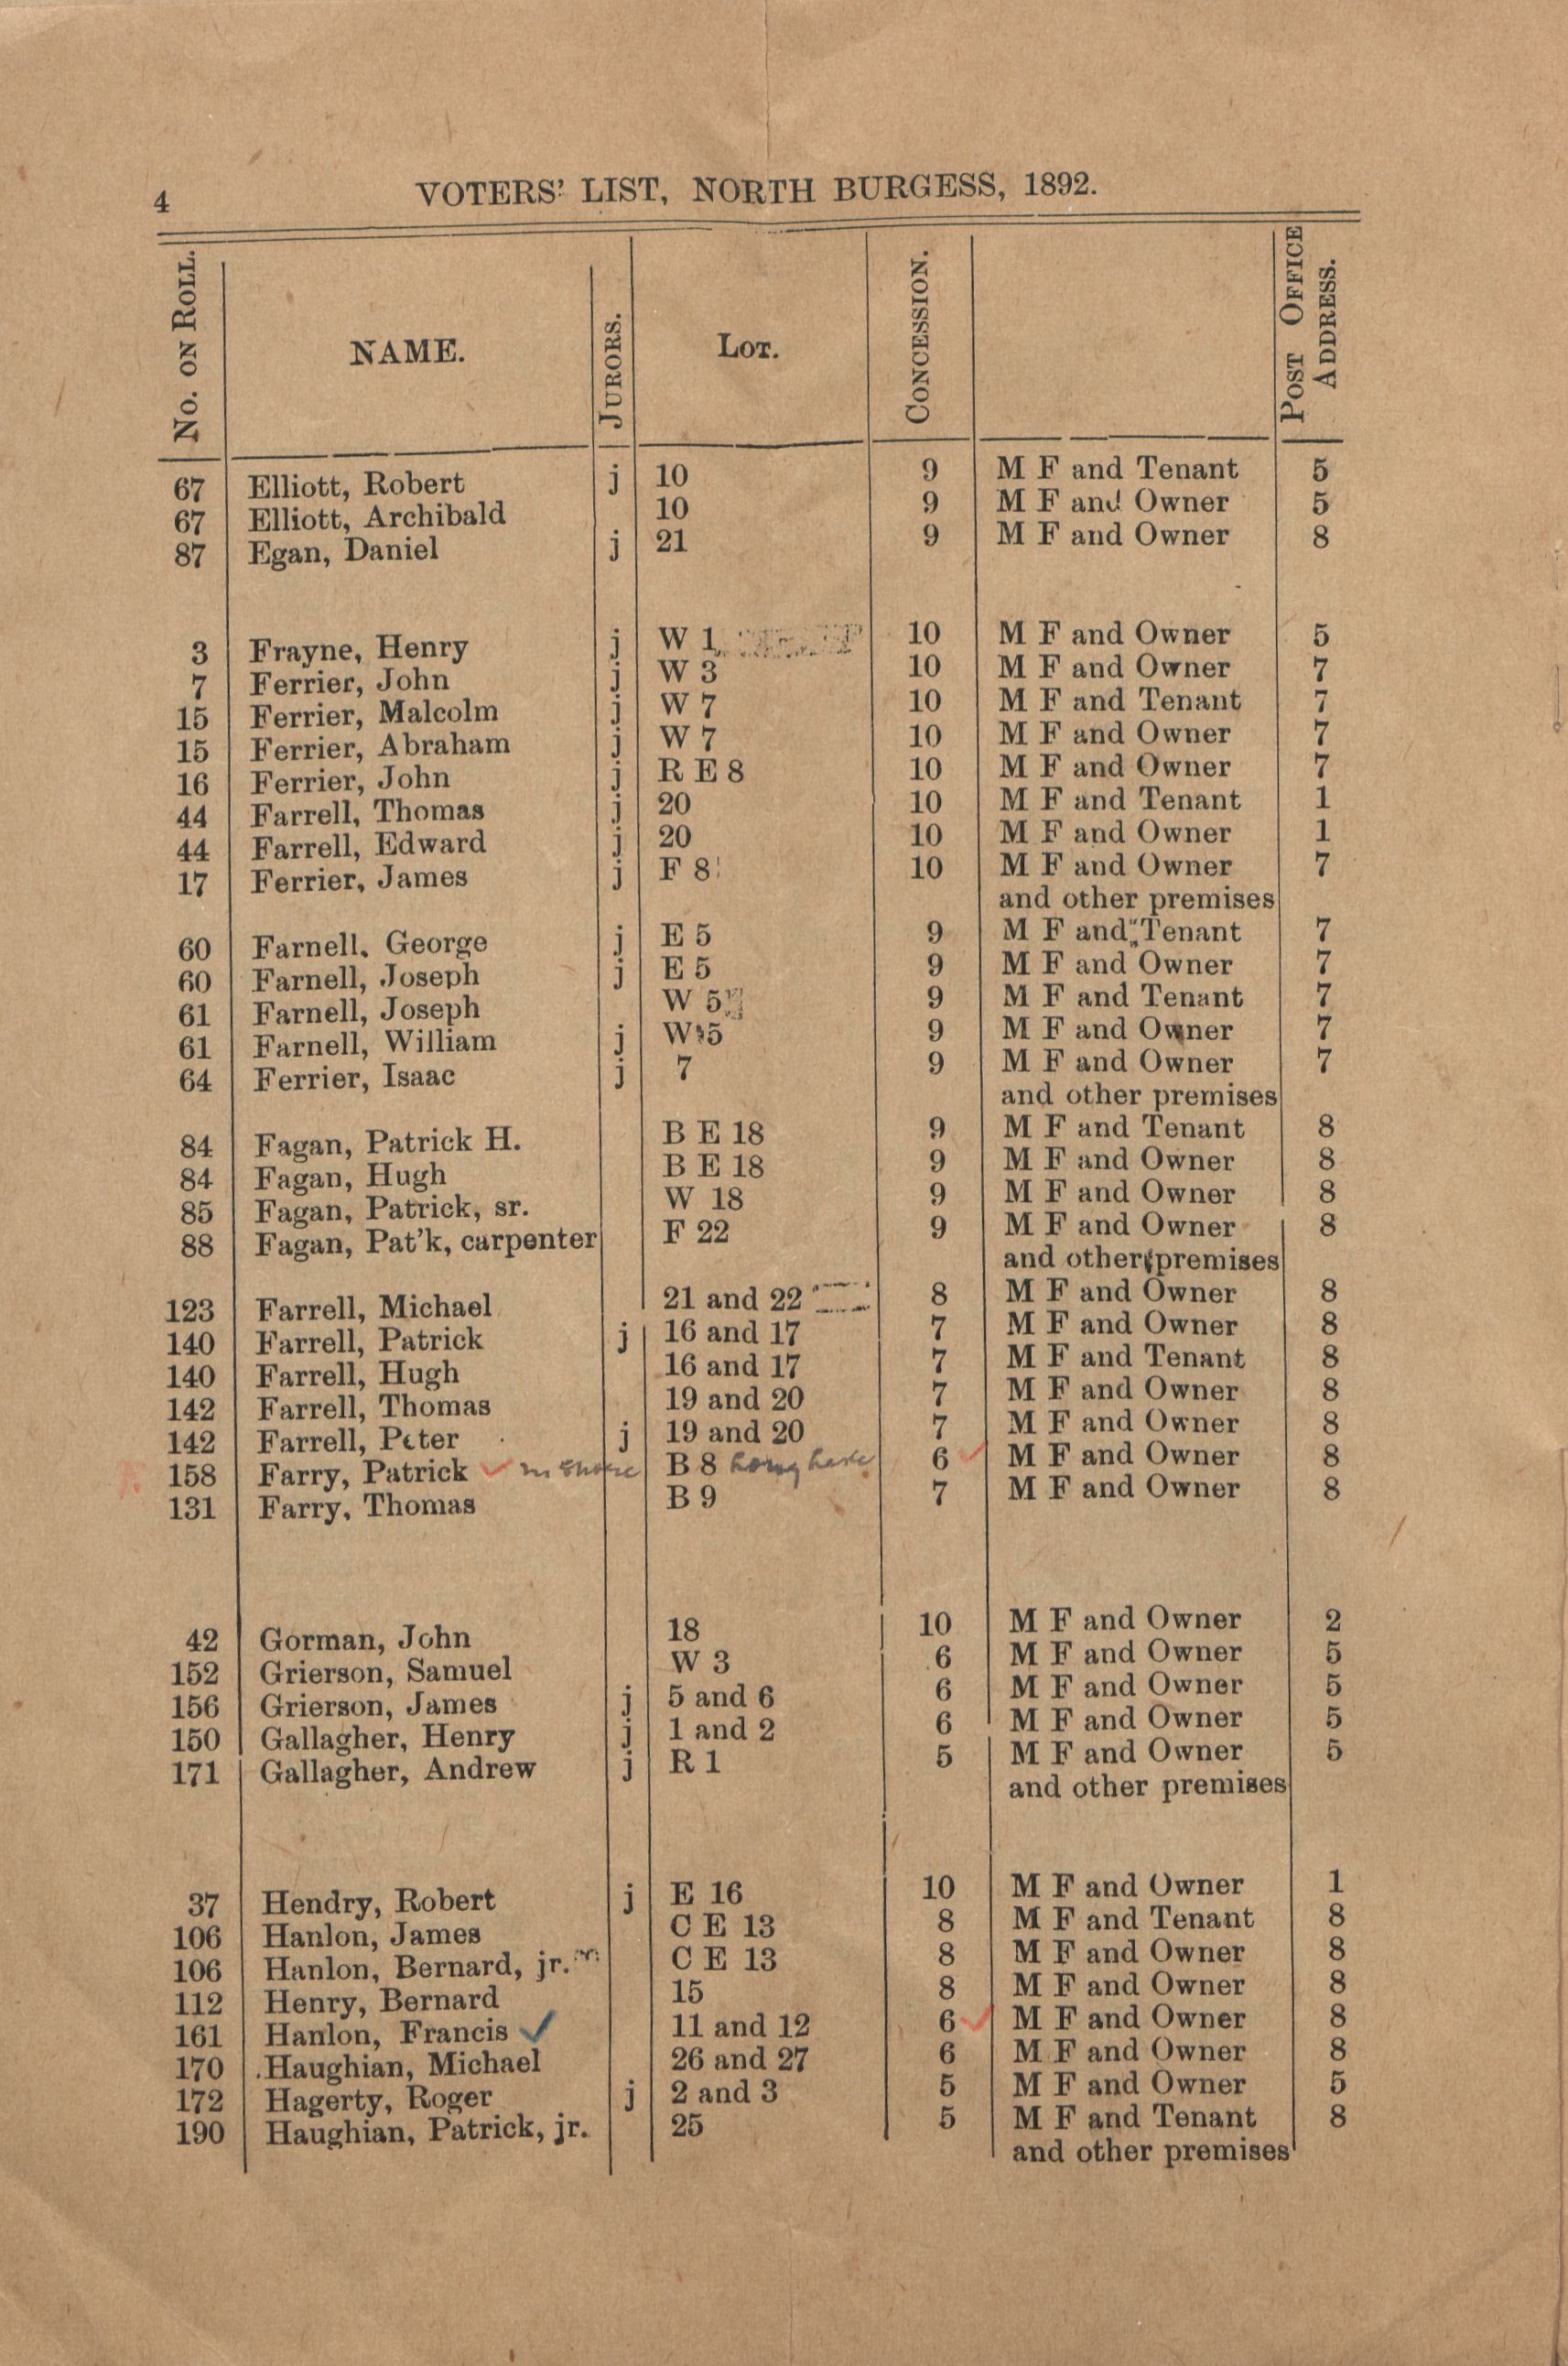 4
VOTERS' LIST, NORTH BURGESS, 1892.
No. on Roll. NAME. Jurors. Lot. Concession. Post Office Address.
67 Elliott, Robert j 10 9 M F and Tenant 5
67 Elliott, Archibald 10 9 M F and Owner 5
87 Egan, Daniel j 21 9 M F and Owner 8
3 Frayne, Henry j W 1 10 M F and Owner 5
7 Ferrier, John j W 3 10 M F and Owner 7
15 Ferrier, Malcolm j W 7 10 M F and Tenant 7
15 Ferrier, Abraham j W 7 10 M F and Owner 7
16 Ferrier, John j R E 8 10 M F and Owner 7
44 Farrell, Thomas j 20 10 M F and Tenant 1
44 Farrell, Edward j 20 10 M F and Owner 1
17 Ferrier, James j F 8 10 M F and Owner 7
and other premises
60 Farnell, George j E 5 9 M F and Tenant 7
60 Farnell, Joseph j E 5 9 M F and Owner 7
61 Farnell, Joseph W 5 9 M F and Tenant 7
61 Farnell, William j W 5 9 M F and Owner 7
64 Ferrier, Isaac j 7 9 M F and Owner 7
and other premises
84 Fagan, Patrick H. B E 18 9 M F and Tenant 8
84 Fagan, Hugh B E 18 9 M F and Owner 8
85 Fagan, Patrick, sr. W 18 9 M F and Owner 8
88 Fagan, Pat'k, carpenter F 22 9 M F and Owner 8
and other premises
123 Farrell, Michael 21 and 22 8 M F and Owner 8
140 Farrell, Patrick j 16 and 17 7 M F and Owner 8
140 Farrell, Hugh 16 and 17 7 M F and Tenant 8
142 Farrell, Thomas 19 and 20 7 M F and Owner 8
142 Farrell, Peter j 19 and 20 7 M F and Owner 8
158 Farry, Patrick ✓ B 8 6 ✓ M F and Owner 8
131 Farry, Thomas B 9 7 M F and Owner 8
42 Gorman, John 18 10 M F and Owner 2
152 Grierson, Samuel W 3 6 M F and Owner 5
156 Grierson, James j 5 and 6 6 M F and Owner 5
150 Gallagher, Henry j 1 and 2 6 M F and Owner 5
171 Gallagher, Andrew j R 1 5 M F and Owner 5
and other premises
37 Hendry, Robert j E 16 10 M F and Owner 1
106 Hanlon, James C E 13 8 M F and Tenant 8
106 Hanlon, Bernard, jr. C E 13 8 M F and Owner 8
112 Henry, Bernard 15 8 M F and Owner 8
161 Hanlon, Francis ✓ 11 and 12 6 ✓ M F and Owner 8
170 Haughian, Michael 26 and 27 6 M F and Owner 8
172 Hagerty, Roger j 2 and 3 5 M F and Owner 5
190 Haughian, Patrick, jr. 25 5 M F and Tenant 8
and other premises